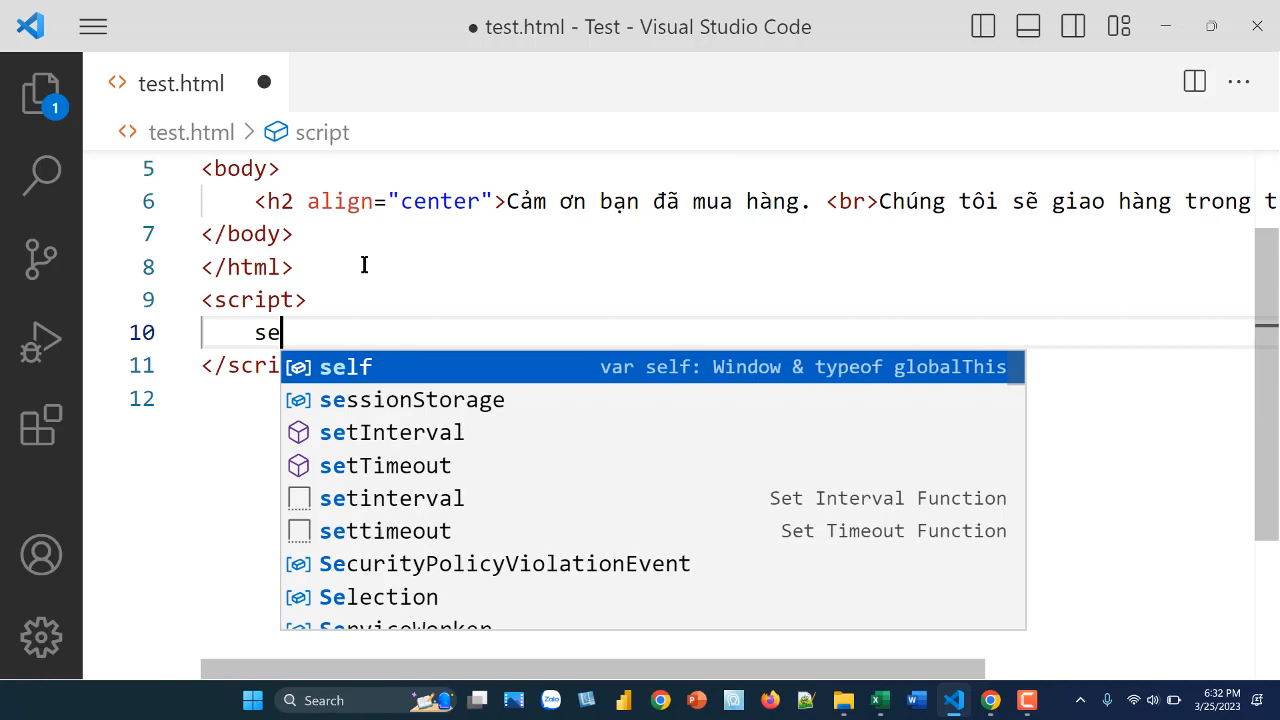 test.html - Test - Visual Studio Code
test.html
test.html > script
1
5 <body>
6 <h2 align="center">Cảm ơn bạn đã mua hàng. <br>Chúng tôi sẽ giao hàng trong t
7 </body>
8 </html>
9 <script>
10 se
11 </scri
12
self var self: Window & typeof globalThis
sessionStorage
setInterval
setTimeout
setinterval Set Interval Function
settimeout Set Timeout Function
SecurityPolicyViolationEvent
Selection
ServiceWorker
Search
Zalo
6:32 PM
3/25/2023